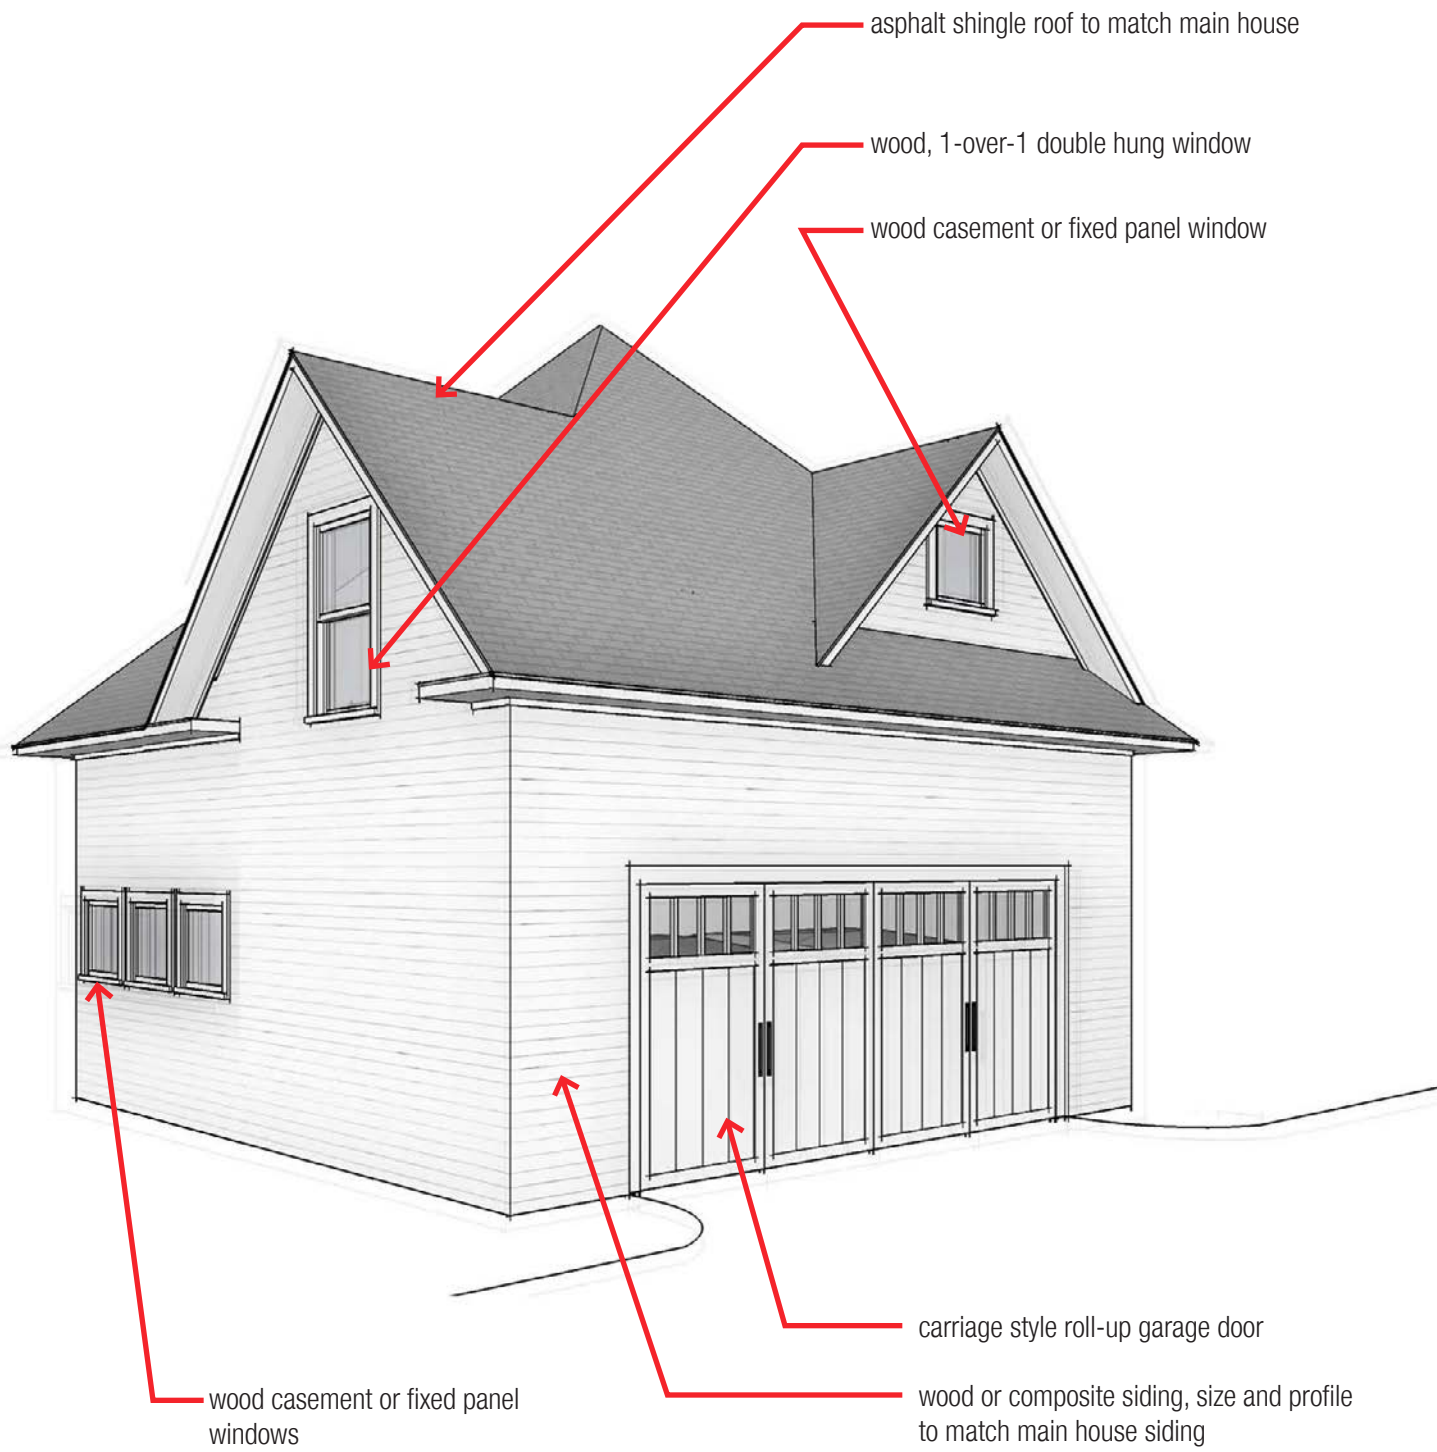 asphalt shingle roof to match main house
wood, 1-over-1 double hung window
wood casement or fixed panel window
carriage style roll-up garage door
wood or composite siding, size and profile
to match main house siding
wood casement or fixed panel
windows